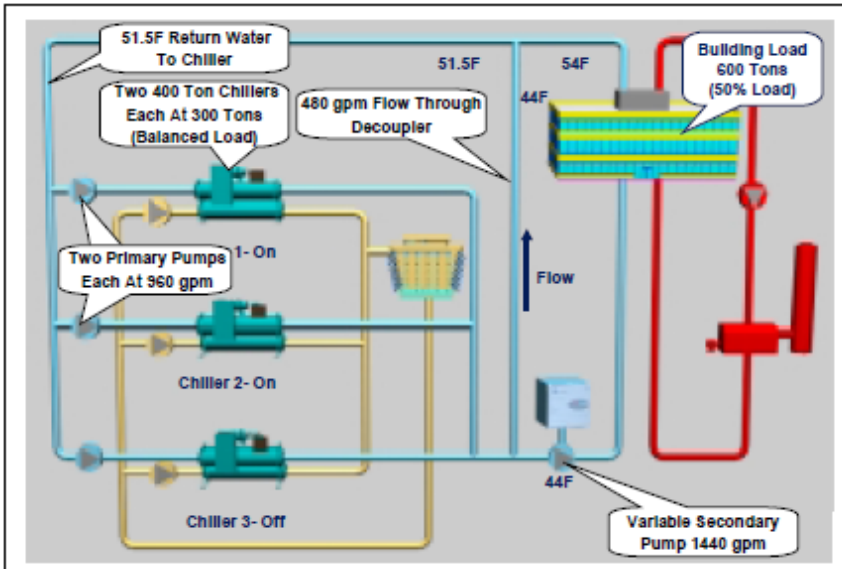 51.5F Return Water
To Chiller
51.5F
54F
Building Load
600 Tons
(50% Load)
Two 400 Ton Chillers
Each At 300 Tons
(Balanced Load)
480 gpm Flow Through
Decoupler
44F
1- On
Two Primary Pumps
Each At 960 gpm
Flow
Chiller 2- On
44F
Chiller 3- Off
Variable Secondary
Pump 1440 gpm